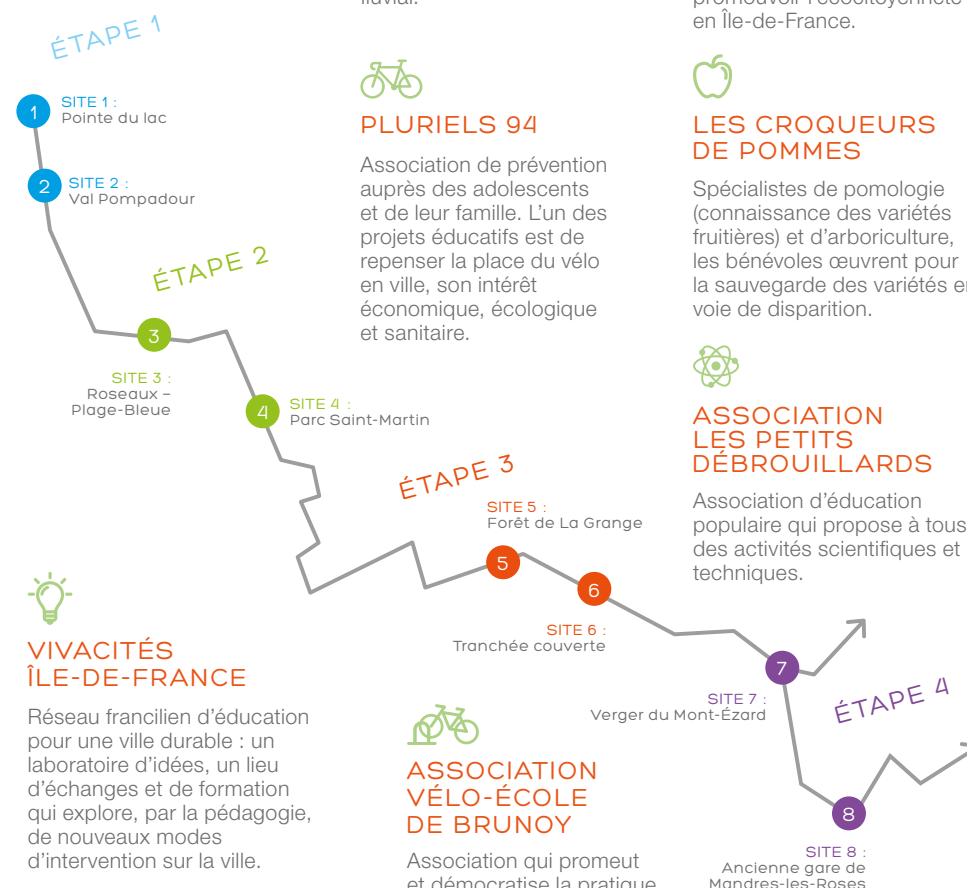 fluvial.
promouvoir l'écocitoyenneté
en Île-de-France.
ÉTAPE 1
1
SITE 1 :
Pointe du lac
2
SITE 2 :
Val Pompadour
ÉTAPE 2
3
SITE 3 :
Roseaux –
Plage-Bleue
4
SITE 4 :
Parc Saint-Martin
PLURIELS 94
Association de prévention
auprès des adolescents
et de leur famille. L'un des
projets éducatifs est de
repenser la place du vélo
en ville, son intérêt
économique, écologique
et sanitaire.
LES CROQUEURS
DE POMMES
Spécialistes de pomologie
(connaissance des variétés
fruitières) et d'arboriculture,
les bénévoles œuvrent pour
la sauvegarde des variétés en
voie de disparition.
ASSOCIATION
LES PETITS
DÉBROUILLARDS
Association d'éducation
populaire qui propose à tous
des activités scientifiques et
techniques.
ÉTAPE 3
SITE 5 :
Forêt de La Grange
5
6
SITE 6 :
Tranchée couverte
7
SITE 7 :
Verger du Mont-Ézard
ÉTAPE 4
8
SITE 8 :
Ancienne gare de
Mandres-les-Roses
VIVACITÉS
ÎLE-DE-FRANCE
Réseau francilien d'éducation
pour une ville durable : un
laboratoire d'idées, un lieu
d'échanges et de formation
qui explore, par la pédagogie,
de nouveaux modes
d'intervention sur la ville.
ASSOCIATION
VÉLO-ÉCOLE
DE BRUNOY
Association qui promeut
et démocratise la pratique